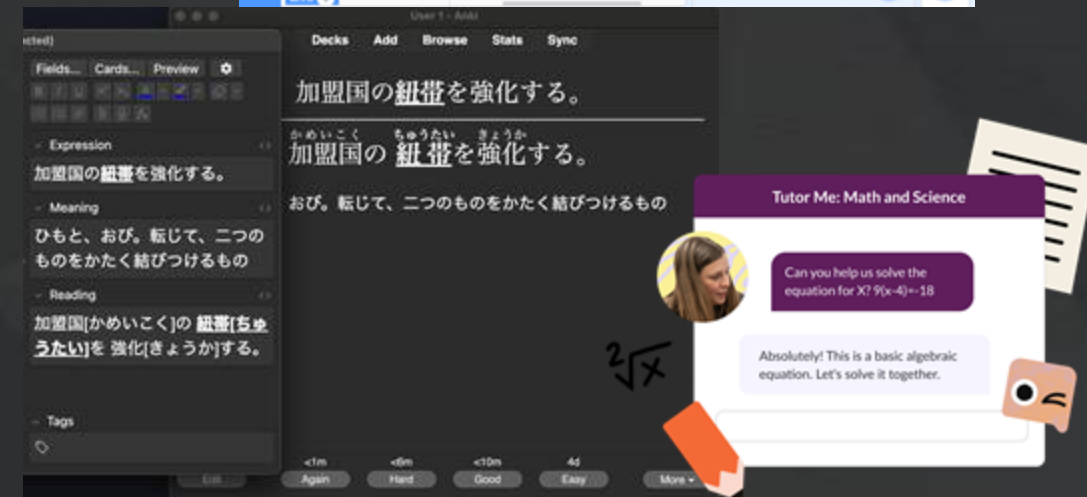 User 1 - Anki
cted)
Decks Add Browse Stats Sync
Fields... Cards... Preview
Expression
加盟国の紐帯を強化する。
Meaning
ひもと、おび。転じて、二つの
ものをかたく結びつけるもの
Reading
加盟国[かめいこく]の 紐帯[ちゅ
うたい]を 強化[きょうか]する。
Tags
加盟国の紐帯を強化する。
かめいこく ちゅうたい きょうか
加盟国の 紐帯を強化する。
おび。転じて、二つのものをかたく結びつけるもの
<1m <6m <10m 4d
Edit Again Hard Good Easy More
Tutor Me: Math and Science
Can you help us solve the
equation for X? 9(x-4)=-18
Absolutely! This is a basic algebraic
equation. Let's solve it together.
2√x